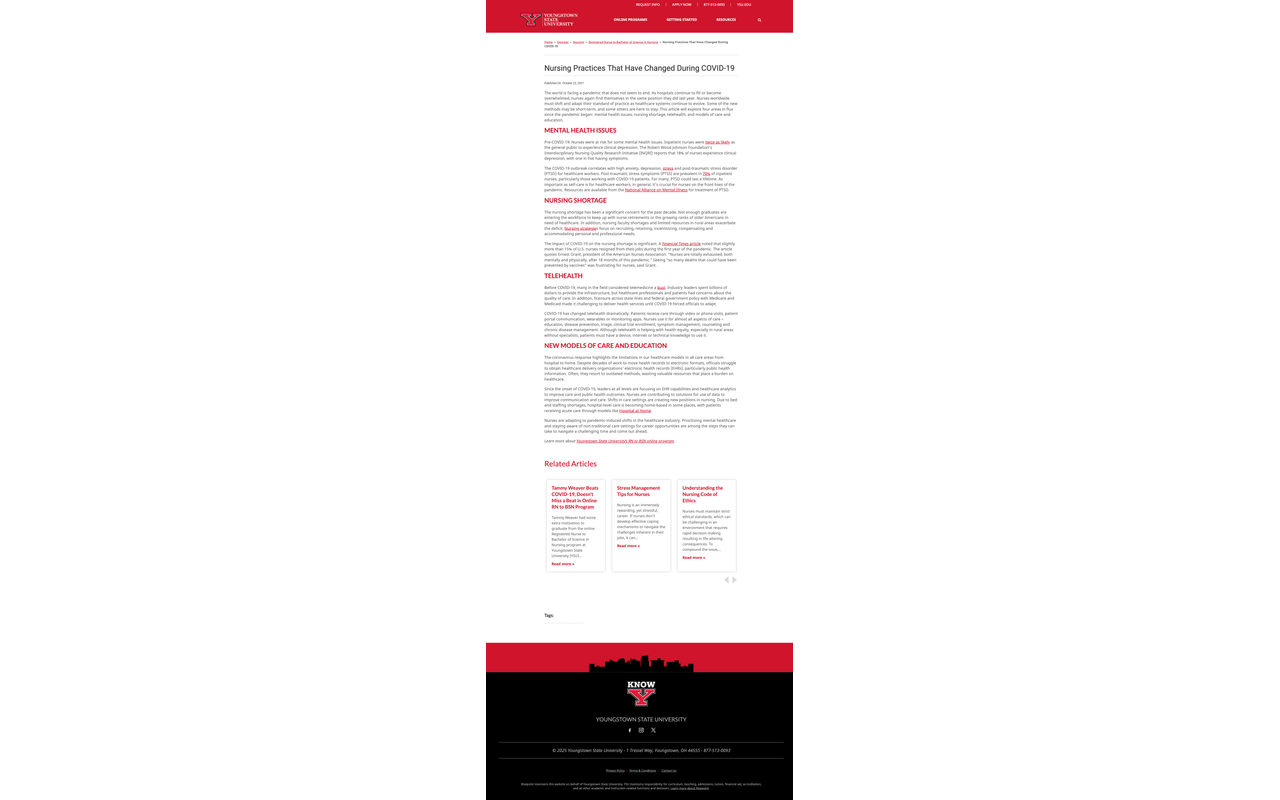 REQUEST INFO | APPLY NOW | 877-513-0093 | YSU.EDU
YOUNGSTOWN
STATE
UNIVERSITY
ONLINE PROGRAMS GETTING STARTED RESOURCES
Home » Degrees » Nursing » Registered Nurse to Bachelor of Science in Nursing » Nursing Practices That Have Changed During
COVID-19
Nursing Practices That Have Changed During COVID-19
Published On: October 22, 2021
The world is facing a pandemic that does not seem to end. As hospitals continue to fill or become
overwhelmed, nurses again find themselves in the same position they did last year. Nurses worldwide
must shift and adapt their standard of practice as healthcare systems continue to evolve. Some of the new
methods may be short-term, and some others are here to stay. This article will explore four areas in flux
since the pandemic began: mental health issues, nursing shortage, telehealth, and models of care and
education.
MENTAL HEALTH ISSUES
Pre-COVID-19: Nurses were at risk for some mental health issues. Inpatient nurses were twice as likely as
the general public to experience clinical depression. The Robert Wood Johnson Foundation's
Interdisciplinary Nursing Quality Research Initiative (INQRI) reports that 18% of nurses experience clinical
depression, with one in five having symptoms.
The COVID-19 outbreak correlates with high anxiety, depression, stress and post-traumatic stress disorder
(PTSD) for healthcare workers. Post-traumatic stress symptoms (PTSS) are prevalent in 70% of inpatient
nurses, particularly those working with COVID-19 patients. For many, PTSD could last a lifetime. As
important as self-care is for healthcare workers, in general, it's crucial for nurses on the front lines of the
pandemic. Resources are available from the National Alliance on Mental Illness for treatment of PTSD.
NURSING SHORTAGE
The nursing shortage has been a significant concern for the past decade. Not enough graduates are
entering the workforce to keep up with nurse retirements or the growing ranks of older Americans in
need of healthcare. In addition, nursing faculty shortages and limited resources in rural areas exacerbate
the deficit. Nursing strategies focus on recruiting, retaining, incentivizing, compensating and
accommodating personal and professional needs.
The impact of COVID-19 on the nursing shortage is significant. A Financial Times article noted that slightly
more than 15% of U.S. nurses resigned from their jobs during the first year of the pandemic. The article
quotes Ernest Grant, president of the American Nurses Association: "Nurses are totally exhausted, both
mentally and physically, after 18 months of this pandemic." Seeing "so many deaths that could have been
prevented by vaccines" was frustrating for nurses, said Grant.
TELEHEALTH
Before COVID-19, many in the field considered telemedicine a bust. Industry leaders spent billions of
dollars to provide the infrastructure, but healthcare professionals and patients had concerns about the
quality of care. In addition, licensure across state lines and federal government policy with Medicare and
Medicaid made it challenging to deliver health services until COVID-19 forced officials to adapt.
COVID-19 has changed telehealth dramatically. Patients receive care through video or phone visits, patient
portal communication, wearables or monitoring apps. Nurses use it for almost all aspects of care –
education, disease prevention, triage, clinical trial enrollment, symptom management, counseling and
chronic disease management. Although telehealth is helping with health equity, especially in rural areas
without specialists, patients must have a device, internet or technical knowledge to use it.
NEW MODELS OF CARE AND EDUCATION
The coronavirus response highlights the limitations in our healthcare models in all care areas from
hospital to home. Despite decades of work to move health records to electronic formats, officials struggle
to obtain healthcare delivery organizations' electronic health records (EHRs), particularly public health
information. Often, they resort to outdated methods, wasting valuable resources that place a burden on
healthcare.
Since the onset of COVID-19, leaders at all levels are focusing on EHR capabilities and healthcare analytics
to improve care and public health outcomes. Nurses are contributing to solutions for use of data to
improve communication and care. Shifts in care settings are creating new positions in nursing. Due to bed
and staffing shortages, hospital-level care is becoming home-based in some places, with patients
receiving acute care through models like Hospital at Home.
Nurses are adapting to pandemic-induced shifts in the healthcare industry. Prioritizing mental healthcare
and staying aware of non-traditional care settings for career opportunities are among the steps they can
take to navigate a challenging time and come out ahead.
Learn more about Youngstown State University's RN to BSN online program.
Related Articles
Tammy Weaver Beats
COVID-19, Doesn't
Miss a Beat in Online
RN to BSN Program
Tammy Weaver had some
extra motivation to
graduate from the online
Registered Nurse to
Bachelor of Science in
Nursing program at
Youngstown State
University (YSU)...
Read more »
Stress Management
Tips for Nurses
Nursing is an immensely
rewarding, yet stressful,
career. If nurses don't
develop effective coping
mechanisms to navigate the
challenges inherent in their
jobs, it can...
Read more »
Understanding the
Nursing Code of
Ethics
Nurses must maintain strict
ethical standards, which can
be challenging in an
environment that requires
rapid decision-making
resulting in life-altering
consequences. To
compound the issue,...
Read more »
Tags:
KNOW
Y
YOUNGSTOWN STATE UNIVERSITY
© 2025 Youngstown State University - 1 Tressel Way, Youngstown, OH 44555 - 877-513-0093
Privacy Policy Terms & Conditions Contact Us
Blueprint maintains this website on behalf of Youngstown State University. YSU maintains responsibility for curriculum, teaching, admissions, tuition, financial aid, accreditation,
and all other academic and instruction-related functions and decisions. Learn more about Blueprint.